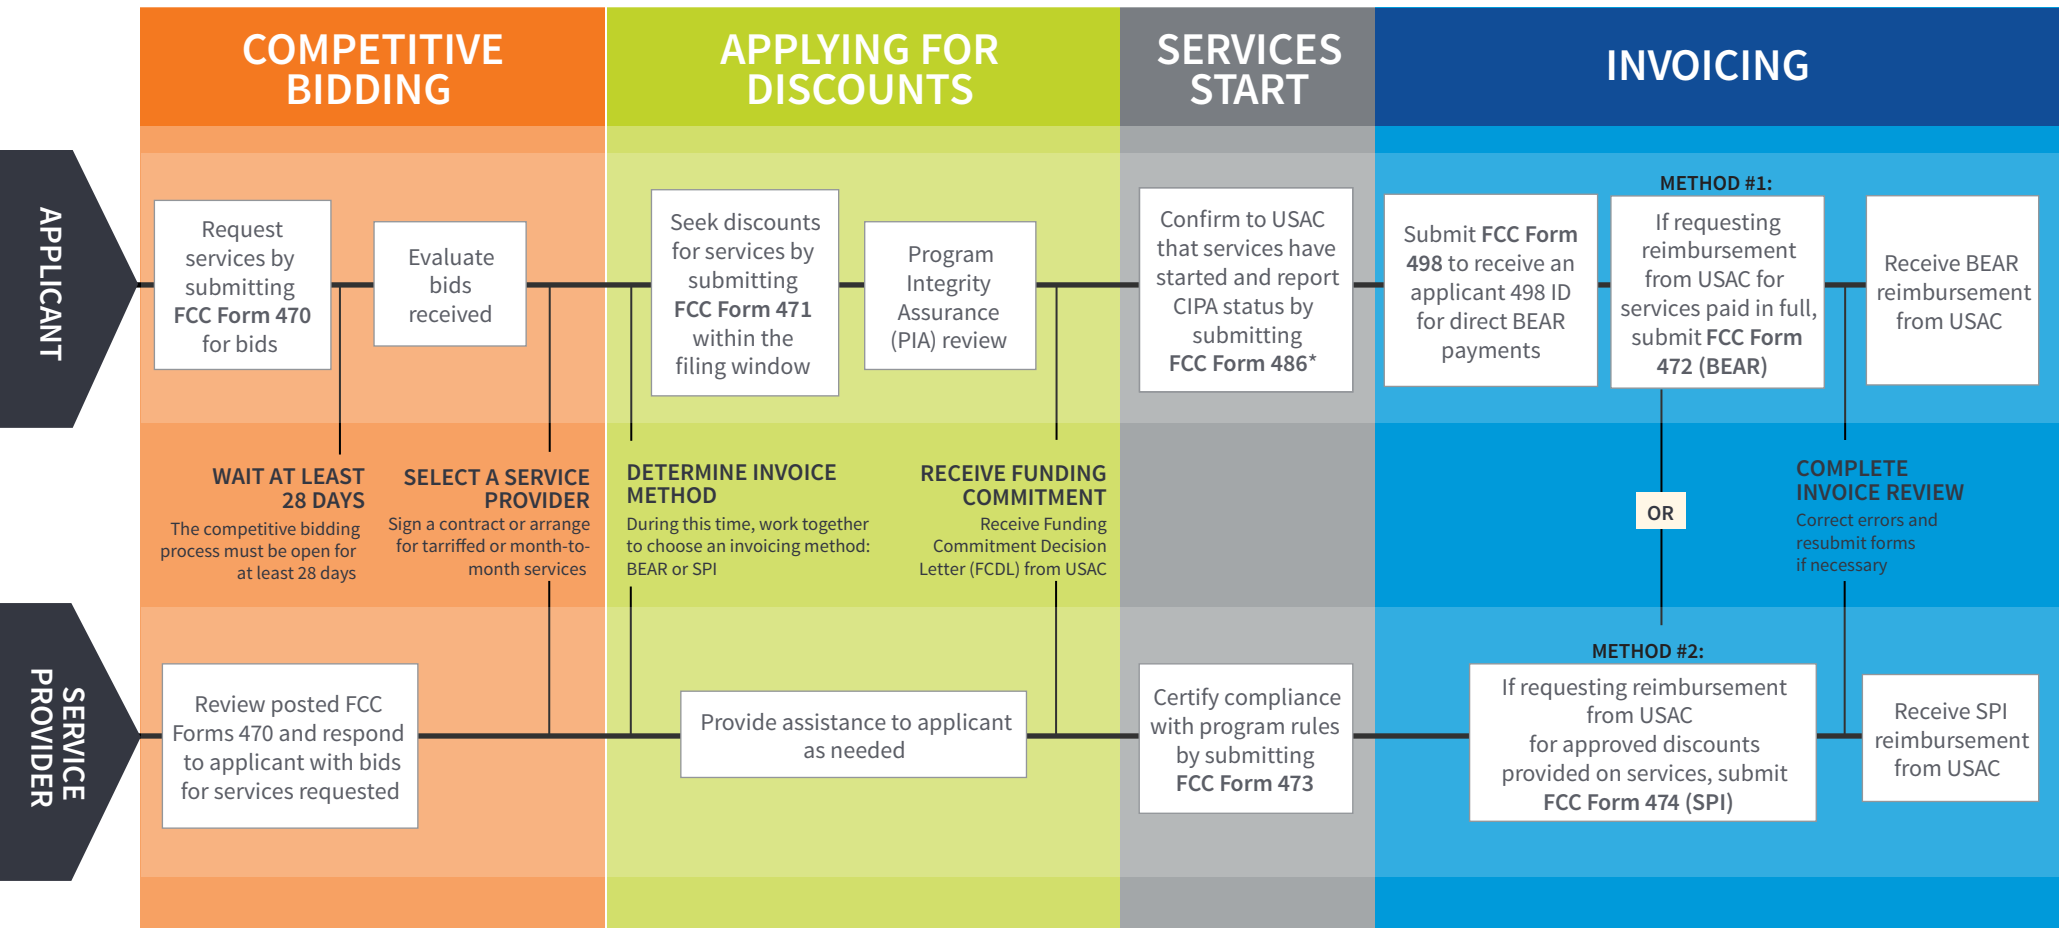 COMPETITIVE
BIDDING
APPLYING FOR
DISCOUNTS
SERVICES
START
INVOICING
APPLICANT
Request
services by
submitting
FCC Form 470
for bids
Evaluate
bids
received
Seek discounts
for services by
submitting
FCC Form 471
within the
filing window
Program
Integrity
Assurance
(PIA) review
Confirm to USAC
that services have
started and report
CIPA status by
submitting
FCC Form 486*
Submit FCC Form
498 to receive an
applicant 498 ID
for direct BEAR
payments
METHOD #1:
If requesting
reimbursement
from USAC for
services paid in full,
submit FCC Form
472 (BEAR)
Receive BEAR
reimbursement
from USAC
WAIT AT LEAST
28 DAYS
The competitive bidding
process must be open for
at least 28 days
SELECT A SERVICE
PROVIDER
Sign a contract or arrange
for tarriffed or month-to-
month services
DETERMINE INVOICE
METHOD
During this time, work together
to choose an invoicing method:
BEAR or SPI
RECEIVE FUNDING
COMMITMENT
Receive Funding
Commitment Decision
Letter (FCDL) from USAC
OR
COMPLETE
INVOICE REVIEW
Correct errors and
resubmit forms
if necessary
SERVICE
PROVIDER
Review posted FCC
Forms 470 and respond
to applicant with bids
for services requested
Provide assistance to applicant
as needed
Certify compliance
with program rules
by submitting
FCC Form 473
METHOD #2:
If requesting reimbursement
from USAC
for approved discounts
provided on services, submit
FCC Form 474 (SPI)
Receive SPI
reimbursement
from USAC